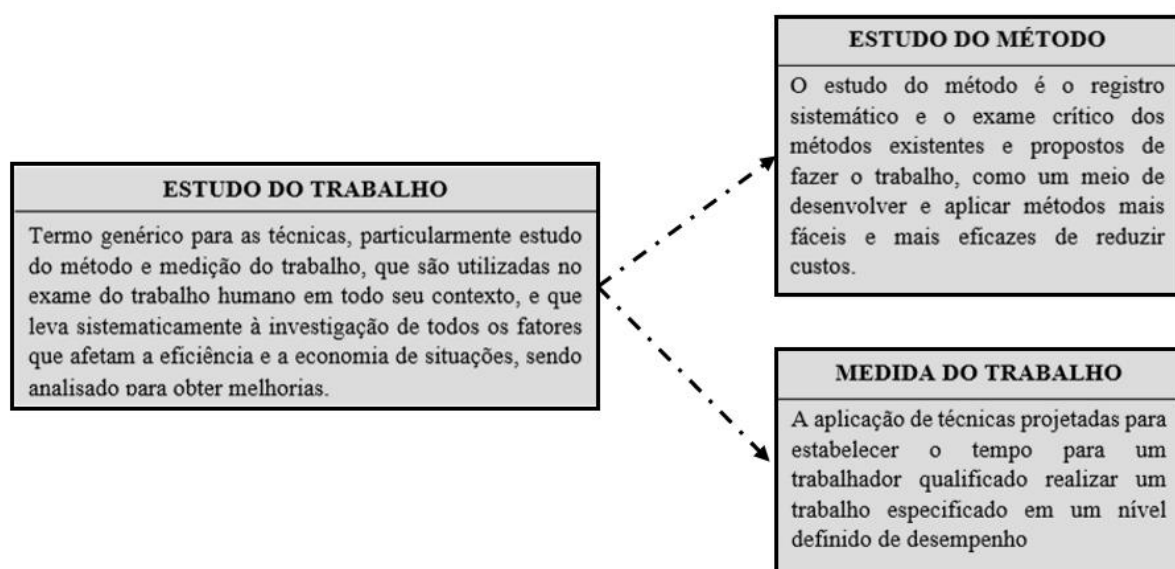 ESTUDO DO TRABALHO
Termo genérico para as técnicas, particularmente estudo
do método e medição do trabalho, que são utilizadas no
exame do trabalho humano em todo seu contexto, e que
leva sistematicamente à investigação de todos os fatores
que afetam a eficiência e a economia de situações, sendo
analisado para obter melhorias.
ESTUDO DO MÉTODO
O estudo do método é o registro
sistemático e o exame crítico dos
métodos existentes e propostos de
fazer o trabalho, como um meio de
desenvolver e aplicar métodos mais
fáceis e mais eficazes de reduzir
custos.
MEDIDA DO TRABALHO
A aplicação de técnicas projetadas para
estabelecer o tempo para um
trabalhador qualificado realizar um
trabalho especificado em um nível
definido de desempenho